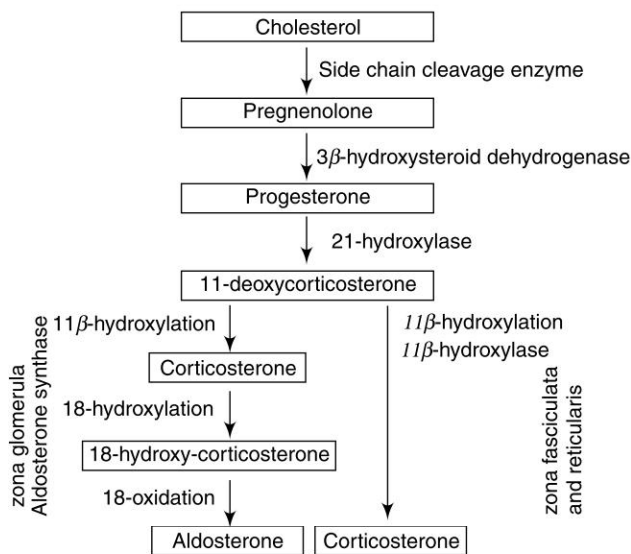 Cholesterol
Side chain cleavage enzyme
Pregnenolone
3β-hydroxysteroid dehydrogenase
Progesterone
21-hydroxylase
11-deoxycorticosterone
11β-hydroxylation
Corticosterone
18-hydroxylation
18-hydroxy-corticosterone
18-oxidation
Aldosterone
zona glomerula
Aldosterone synthase
11β-hydroxylation
11β-hydroxylase
Corticosterone
zona fasciculata
and reticularis